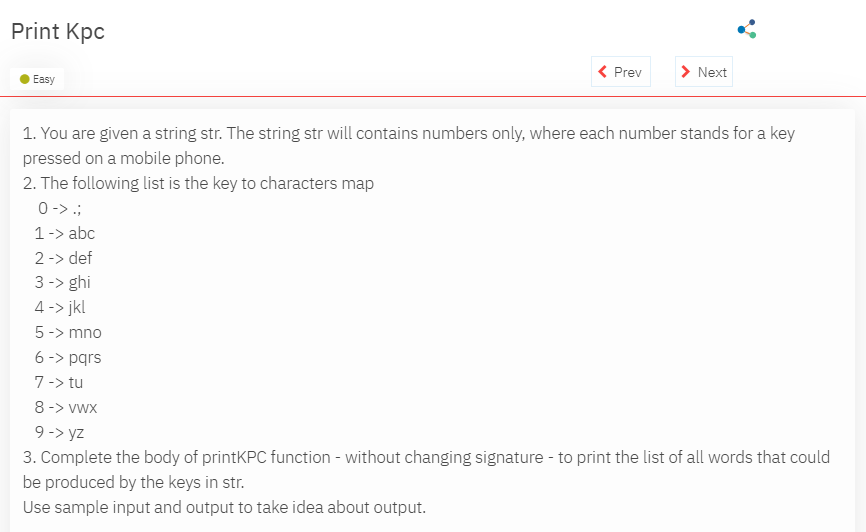 Print Kpc
Easy
Prev
Next
1. You are given a string str. The string str will contains numbers only, where each number stands for a key
pressed on a mobile phone.
2. The following list is the key to characters map
0 -> .;
1 -> abc
2 -> def
3 -> ghi
4 -> jkl
5 -> mno
6 -> pqrs
7 -> tu
8 -> vwx
9 -> yz
3. Complete the body of printKPC function - without changing signature - to print the list of all words that could
be produced by the keys in str.
Use sample input and output to take idea about output.